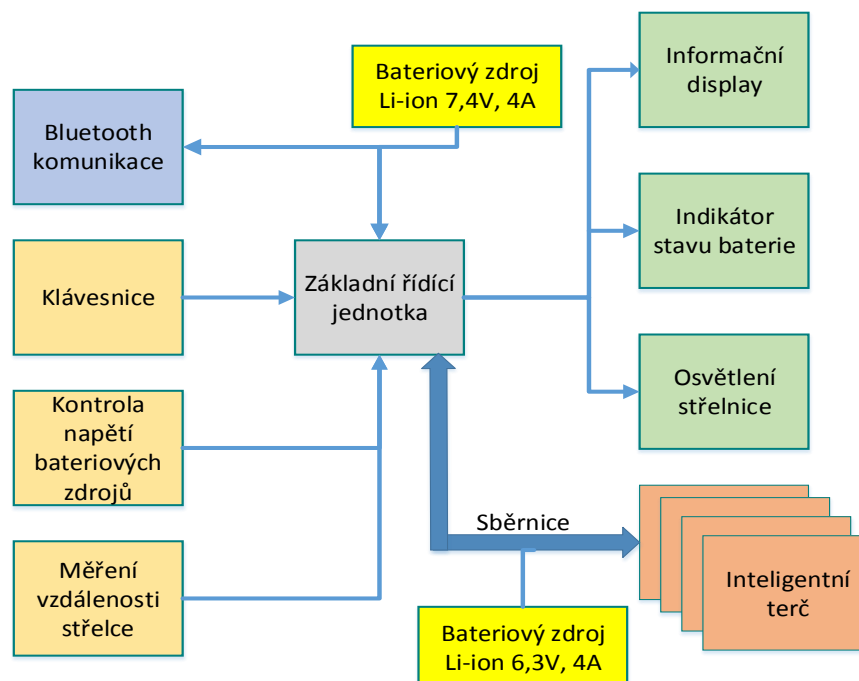 Bateriový zdroj
Li-ion 7,4V, 4A
Informační
display
Bluetooth
komunikace
Indikátor
stavu baterie
Klávesnice
Základní řídící
jednotka
Osvětlení
střelnice
Kontrola
napětí
bateriových
zdrojů
Sběrnice
Měření
vzdálenosti
střelce
Inteligentní
terč
Bateriový zdroj
Li-ion 6,3V, 4A